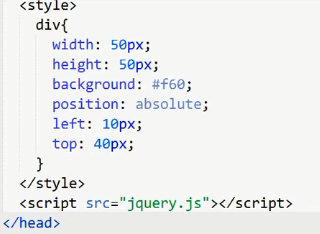 <style>
div{
width: 50px;
height: 50px;
background: #f60;
position: absolute;
left: 10px;
top: 40px;
}
</style>
<script src="jquery.js"></script>
</head>